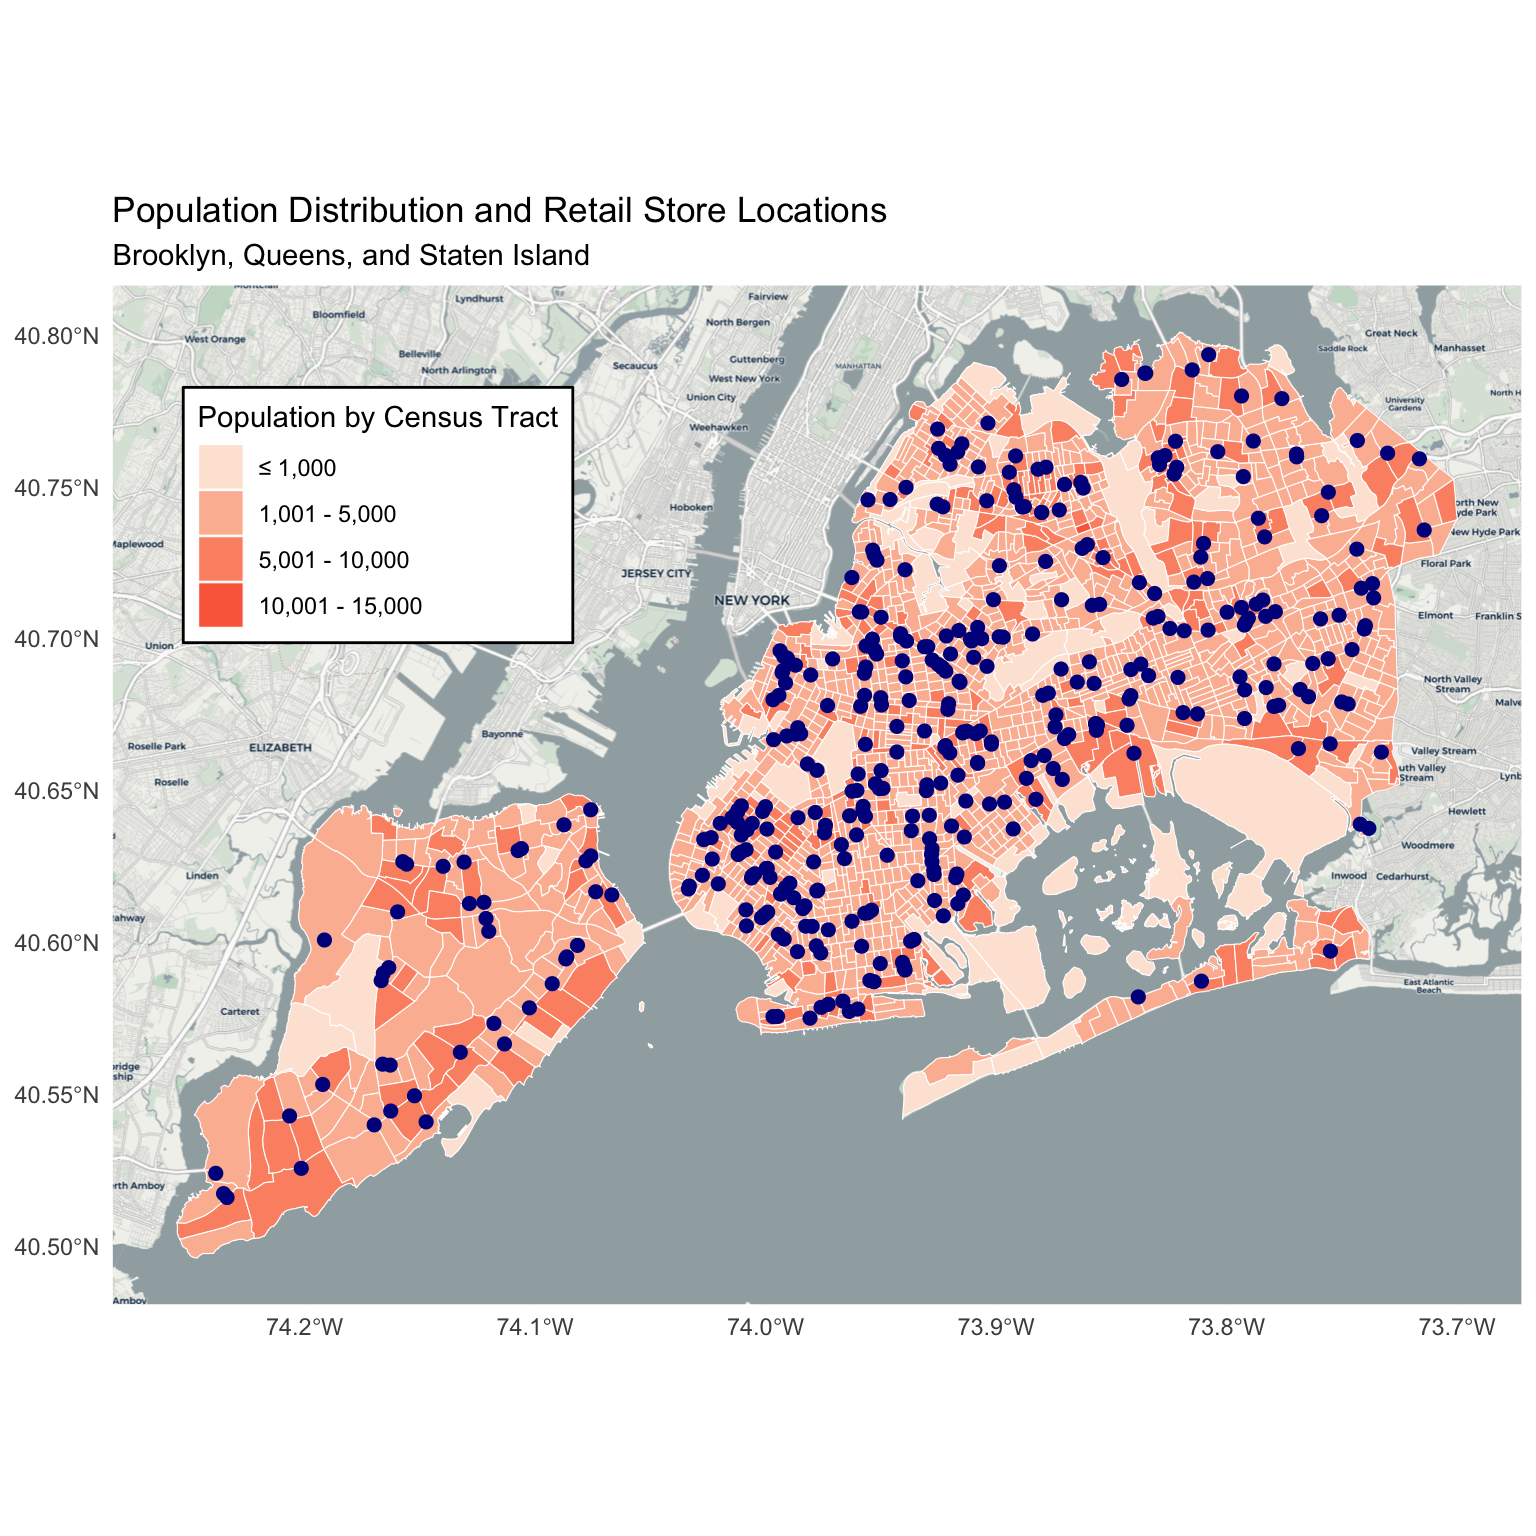 Population Distribution and Retail Store Locations
Brooklyn, Queens, and Staten Island
Population by Census Tract
≤ 1,000
1,001 - 5,000
5,001 - 10,000
10,001 - 15,000
40.80°N
40.75°N
40.70°N
40.65°N
40.60°N
40.55°N
40.50°N
74.2°W
74.1°W
74.0°W
73.9°W
73.8°W
73.7°W
Lyndhurst
Fairview
Bloomfield
North Bergen
West Orange
Great Neck
Saddle Rock
Manhasset
Belleville
Guttenberg
Secaucus
MANHATTAN
North Arlington
West New York
Union City
University
Gardens
North H
Weehawken
Hoboken
orth New
yde Park
New Hyde Park
Maplewood
Floral Park
JERSEY CITY
NEW YORK
Elmont
Franklin S
Union
North Valley
Stream
Malve
Bayonne
Roselle Park
ELIZABETH
Valley Stream
uth Valley
Stream
Lynb
Roselle
Hewlett
Woodmere
Linden
Inwood
Cedarhurst
ahway
East Atlantic
Beach
Carteret
bridge
ship
rth Amboy
Amboy